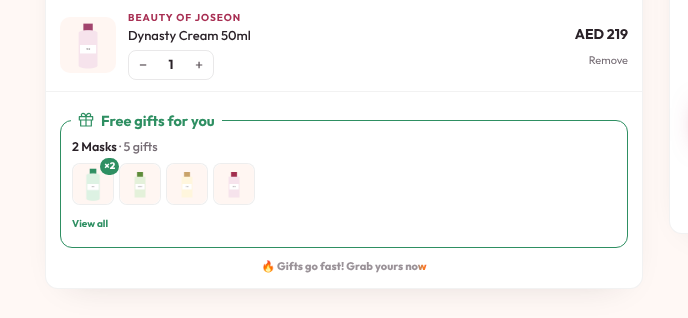 BEAUTY OF JOSEON
Dynasty Cream 50ml
AED 219
− 1 +
Remove
Free gifts for you
2 Masks · 5 gifts
×2
View all
🔥 Gifts go fast! Grab yours now